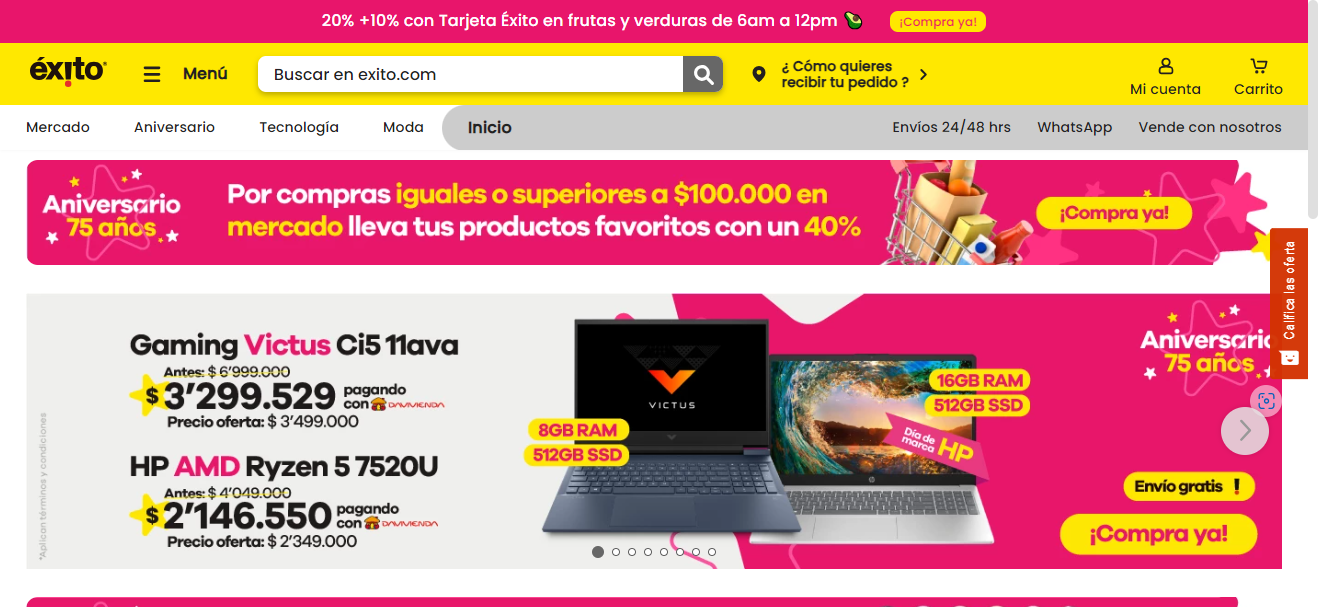 20% +10% con Tarjeta Éxito en frutas y verduras de 6am a 12pm
¡Compra ya!
éxito
Menú
Buscar en exito.com
¿ Cómo quieres
recibir tu pedido ?
Mi cuenta
Carrito
Mercado
Aniversario
Tecnología
Moda
Inicio
Envíos 24/48 hrs
WhatsApp
Vende con nosotros
Aniversario
75 años
Por compras iguales o superiores a $100.000 en
mercado lleva tus productos favoritos con un 40%
¡Compra ya!
Califica las oferta
Gaming Victus Ci5 11ava
Antes: $ 6'999.000
$3'299.529 pagando
con DAVIVIENDA
Precio oferta: $ 3'499.000
HP AMD Ryzen 5 7520U
Antes: $ 4'049.000
$2'146.550 pagando
con DAVIVIENDA
Precio oferta: $ 2'349.000
*Aplican términos y condiciones
VICTUS
8GB RAM
512GB SSD
16GB RAM
512GB SSD
Día de
marca HP
hp
Aniversario
75 años
Envío gratis !
¡Compra ya!